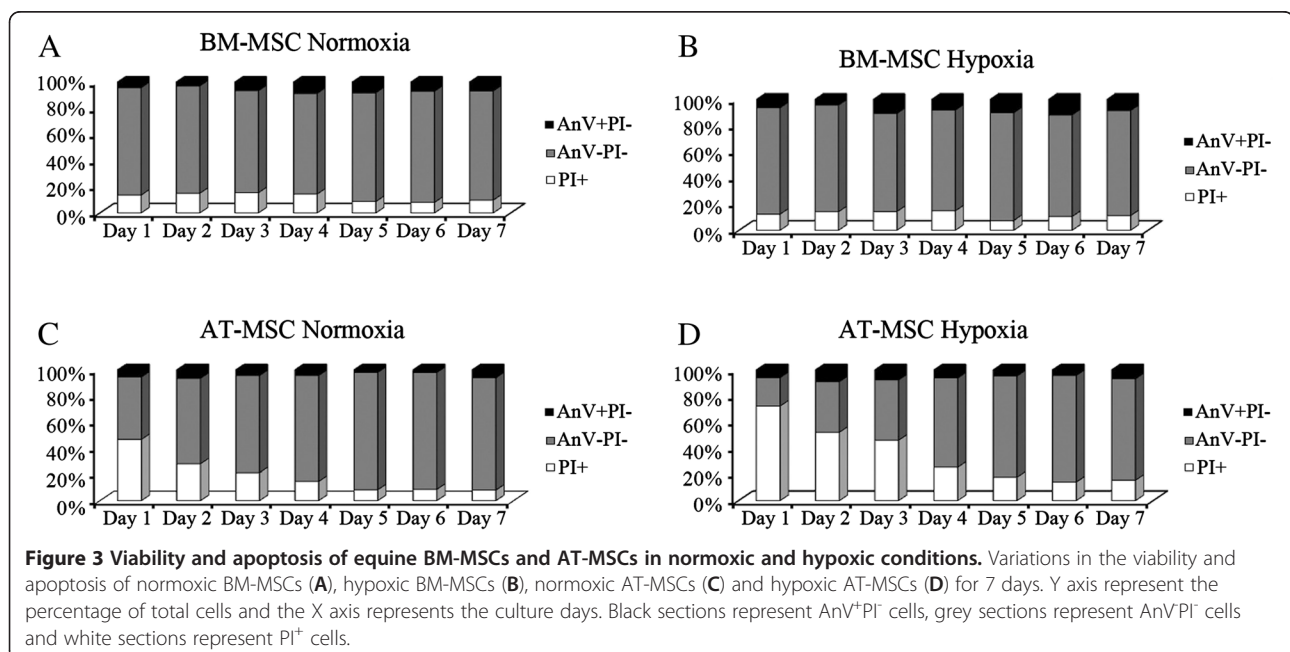 A
BM-MSC Normoxia
100%
80%
60%
40%
20%
0%
Day 1 Day 2 Day 3 Day 4 Day 5 Day 6 Day 7
AnV+PI-
AnV-PI-
PI+
B
BM-MSC Hypoxia
100%
80%
60%
40%
20%
0%
Day 1 Day 2 Day 3 Day 4 Day 5 Day 6 Day 7
AnV+PI-
AnV-PI-
PI+
C
AT-MSC Normoxia
100%
80%
60%
40%
20%
0%
Day 1 Day 2 Day 3 Day 4 Day 5 Day 6 Day 7
AnV+PI-
AnV-PI-
PI+
D
AT-MSC Hypoxia
100%
80%
60%
40%
20%
0%
Day 1 Day 2 Day 3 Day 4 Day 5 Day 6 Day 7
AnV+PI-
AnV-PI-
PI+
Figure 3 Viability and apoptosis of equine BM-MSCs and AT-MSCs in normoxic and hypoxic conditions. Variations in the viability and
apoptosis of normoxic BM-MSCs (A), hypoxic BM-MSCs (B), normoxic AT-MSCs (C) and hypoxic AT-MSCs (D) for 7 days. Y axis represent the
percentage of total cells and the X axis represents the culture days. Black sections represent AnV⁺PI⁻ cells, grey sections represent AnV⁻PI⁻ cells
and white sections represent PI⁺ cells.